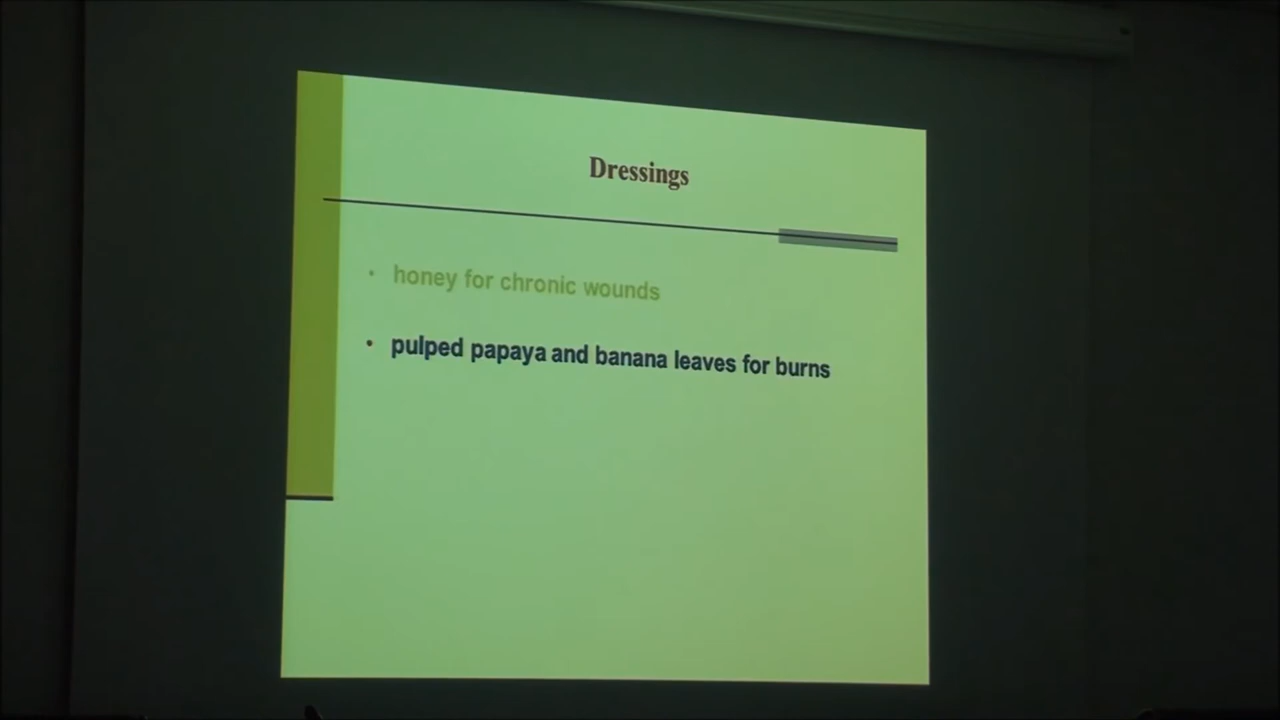 Dressings
• honey for chronic wounds
• pulped papaya and banana leaves for burns